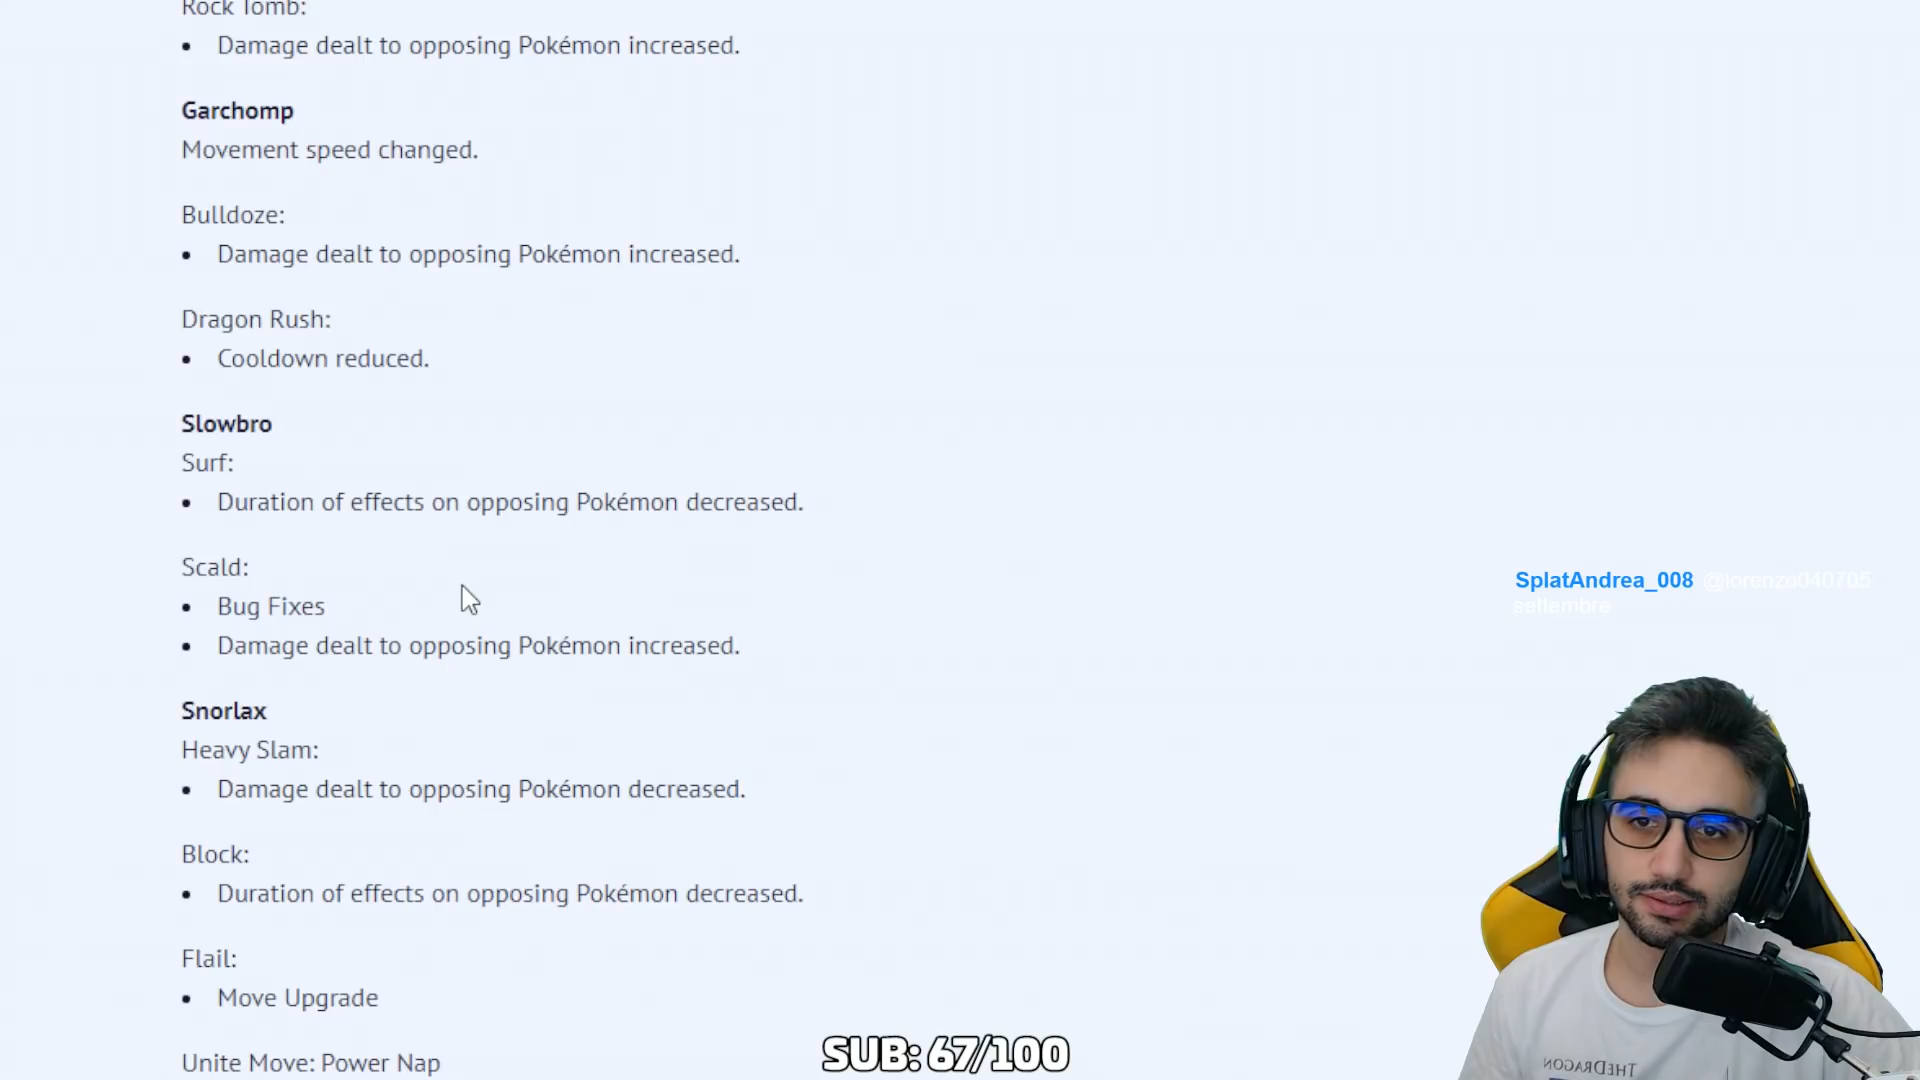 Rock Tomb:
• Damage dealt to opposing Pokémon increased.
Garchomp
Movement speed changed.
Bulldoze:
• Damage dealt to opposing Pokémon increased.
Dragon Rush:
• Cooldown reduced.
Slowbro
Surf:
• Duration of effects on opposing Pokémon decreased.
Scald:
• Bug Fixes
• Damage dealt to opposing Pokémon increased.
Snorlax
Heavy Slam:
• Damage dealt to opposing Pokémon decreased.
Block:
• Duration of effects on opposing Pokémon decreased.
Flail:
• Move Upgrade
Unite Move: Power Nap
SplatAndrea_008 @lorenzo040705
settembre
SUB: 67/100
THEDRAGON